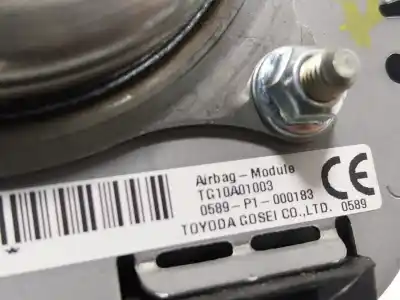 Airbag - Module
TG10A01003
0589-P1-000183
TOYODA GOSEI CO., LTD. 0589
CE